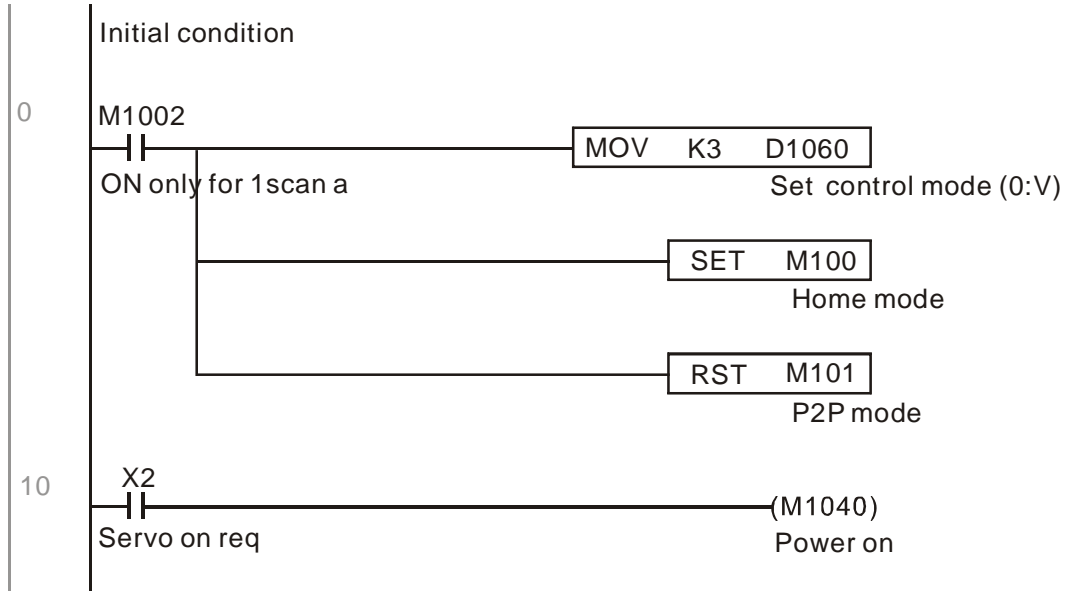 Initial condition
0
M1002
MOV K3 D1060
ON only for 1scan a
Set control mode (0:V)
SET M100
Home mode
RST M101
P2P mode
10
X2
(M1040)
Servo on req
Power on